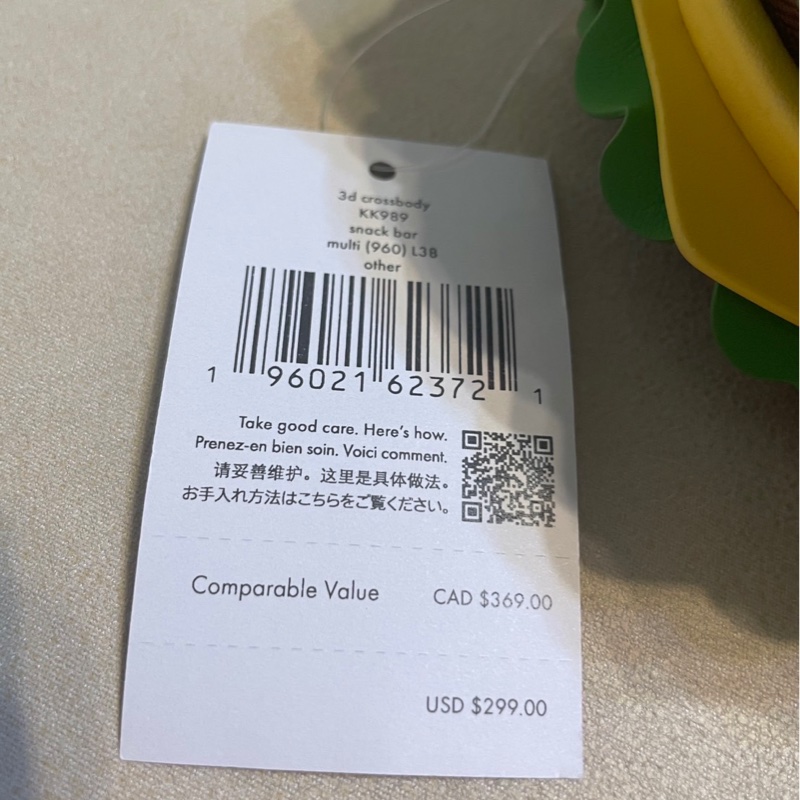 3d crossbody
KK989
snack bar
multi (960) L38
other
1 96021 62372 1
Take good care. Here's how.
Prenez-en bien soin. Voici comment.
请妥善维护。这里是具体做法。
お手入れ方法はこちらをご覧ください。
Comparable Value CAD $369.00
USD $299.00